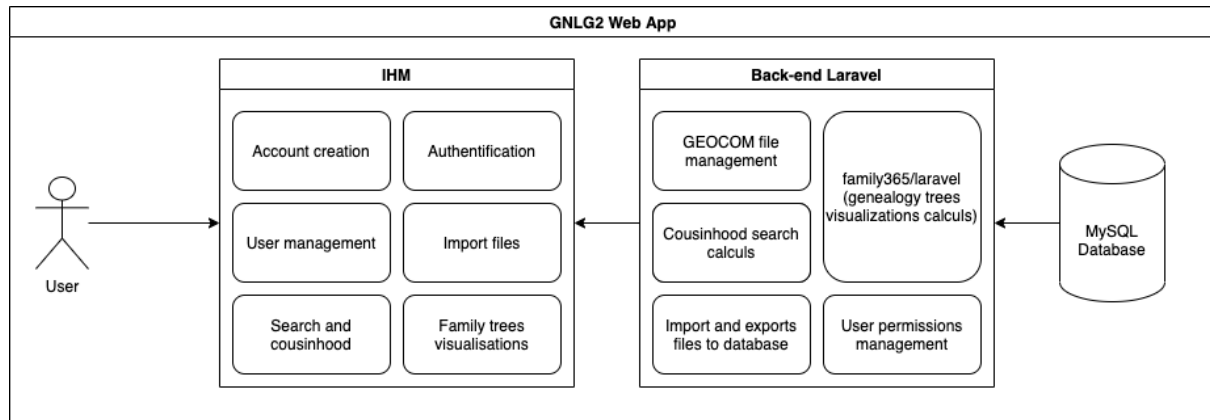 GNLG2 Web App
IHM
Account creation
Authentification
User management
Import files
Search and
cousinhood
Family trees
visualisations
Back-end Laravel
GEOCOM file
management
family365/laravel
(genealogy trees
visualizations calculs)
Cousinhood search
calculs
Import and exports
files to database
User permissions
management
MySQL
Database
User